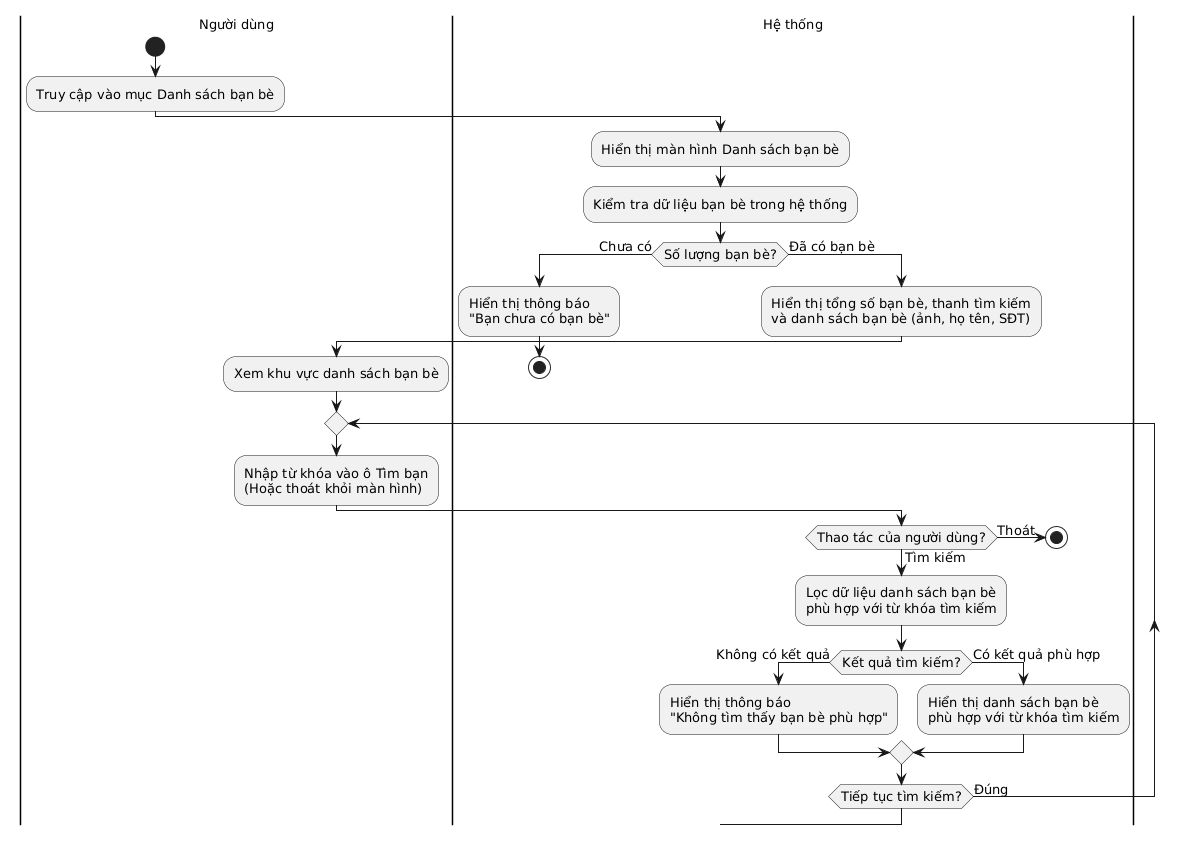 Người dùng
Hệ thống
Truy cập vào mục Danh sách bạn bè
Hiển thị màn hình Danh sách bạn bè
Kiểm tra dữ liệu bạn bè trong hệ thống
Số lượng bạn bè?
Chưa có
Đã có bạn bè
Hiển thị thông báo
"Bạn chưa có bạn bè"
Hiển thị tổng số bạn bè, thanh tìm kiếm
và danh sách bạn bè (ảnh, họ tên, SĐT)
Xem khu vực danh sách bạn bè
Nhập từ khóa vào ô Tìm bạn
(Hoặc thoát khỏi màn hình)
Thao tác của người dùng?
Thoát
Tìm kiếm
Lọc dữ liệu danh sách bạn bè
phù hợp với từ khóa tìm kiếm
Không có kết quả
Kết quả tìm kiếm?
Có kết quả phù hợp
Hiển thị thông báo
"Không tìm thấy bạn bè phù hợp"
Hiển thị danh sách bạn bè
phù hợp với từ khóa tìm kiếm
Tiếp tục tìm kiếm?
Đúng